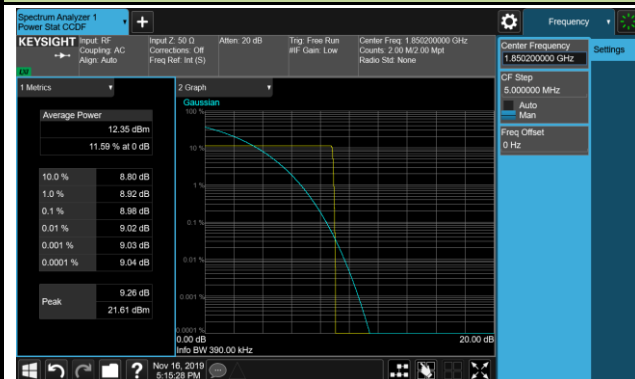 Spectrum Analyzer 1
Power Stat CCDF
Frequency
KEYSIGHT
Input: RF
Coupling: AC
Align: Auto
Input Z: 50 Ω
Corrections: Off
Freq Ref: Int (S)
Atten: 20 dB
Trig: Free Run
#IF Gain: Low
Center Freq: 1.850200000 GHz
Counts: 2.00 M/2.00 Mpt
Radio Std: None
Center Frequency
1.850200000 GHz
Settings
CF Step
5.000000 MHz
Auto
Man
Freq Offset
0 Hz
1 Metrics
2 Graph
Average Power
12.35 dBm
11.59 % at 0 dB
10.0 % 8.80 dB
1.0 % 8.92 dB
0.1 % 8.98 dB
0.01 % 9.02 dB
0.001 % 9.03 dB
0.0001 % 9.04 dB
Peak 9.26 dB
21.61 dBm
Gaussian
100 %
10 %
1 %
0.1 %
0.01 %
0.001 %
0.0001 %
0.00 dB
20.00 dB
Info BW 390.00 kHz
Nov 16, 2019
5:15:28 PM